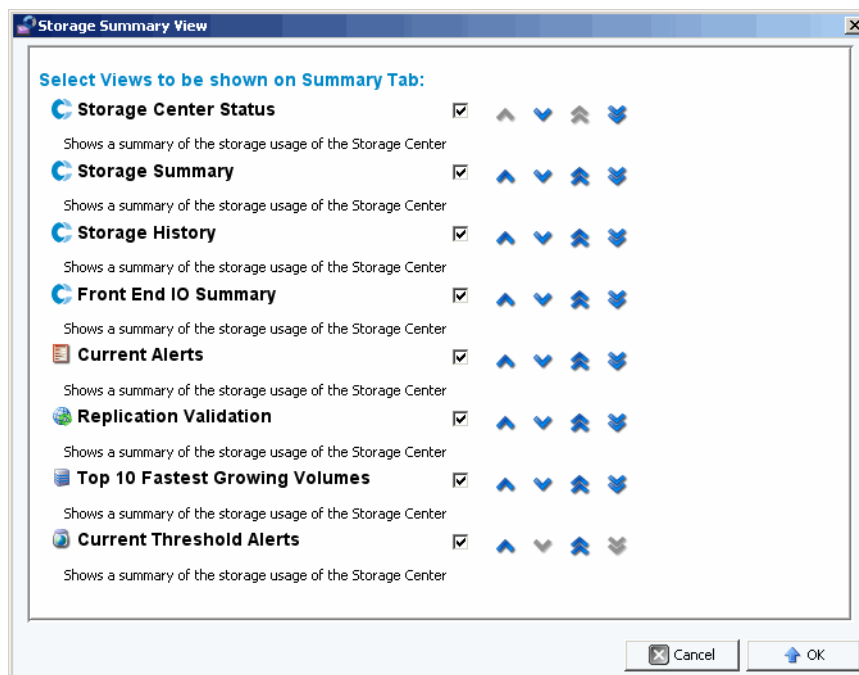 Storage Summary View
Select Views to be shown on Summary Tab:
Storage Center Status
Shows a summary of the storage usage of the Storage Center
Storage Summary
Shows a summary of the storage usage of the Storage Center
Storage History
Shows a summary of the storage usage of the Storage Center
Front End IO Summary
Shows a summary of the storage usage of the Storage Center
Current Alerts
Shows a summary of the storage usage of the Storage Center
Replication Validation
Shows a summary of the storage usage of the Storage Center
Top 10 Fastest Growing Volumes
Shows a summary of the storage usage of the Storage Center
Current Threshold Alerts
Shows a summary of the storage usage of the Storage Center
Cancel OK